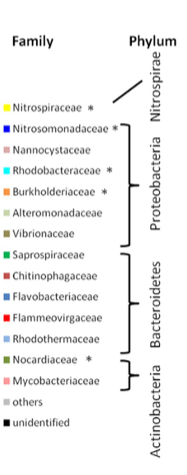 Family Phylum
Nitrospiraceae *
Nitrosomonadaceae *
Nannocystaceae
Rhodobacteraceae *
Burkholderiaceae *
Alteromonadaceae
Vibrionaceae
Saprospiraceae
Chitinophagaceae
Flavobacteriaceae
Flammeovirgaceae
Rhodothermaceae
Nocardiaceae *
Mycobacteriaceae
others
unidentified
Nitrospirae
Proteobacteria
Bacteroidetes
Actinobacteria